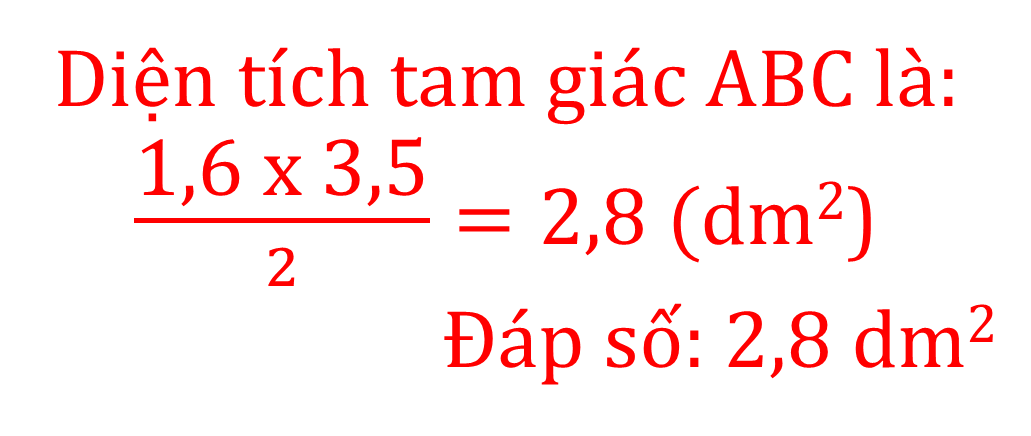 Diện tích tam giác ABC là:
1,6 x 3,5
2
= 2,8 (dm²)
Đáp số: 2,8 dm²